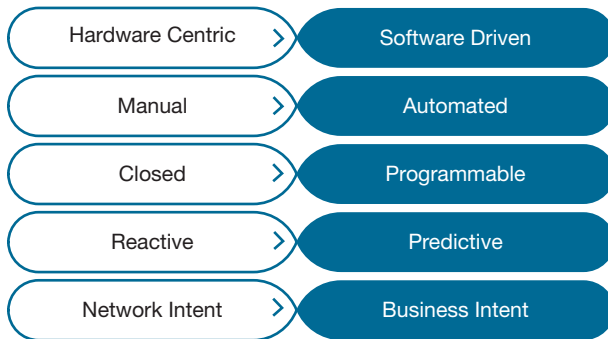 Hardware Centric
Software Driven
Manual
Automated
Closed
Programmable
Reactive
Predictive
Network Intent
Business Intent